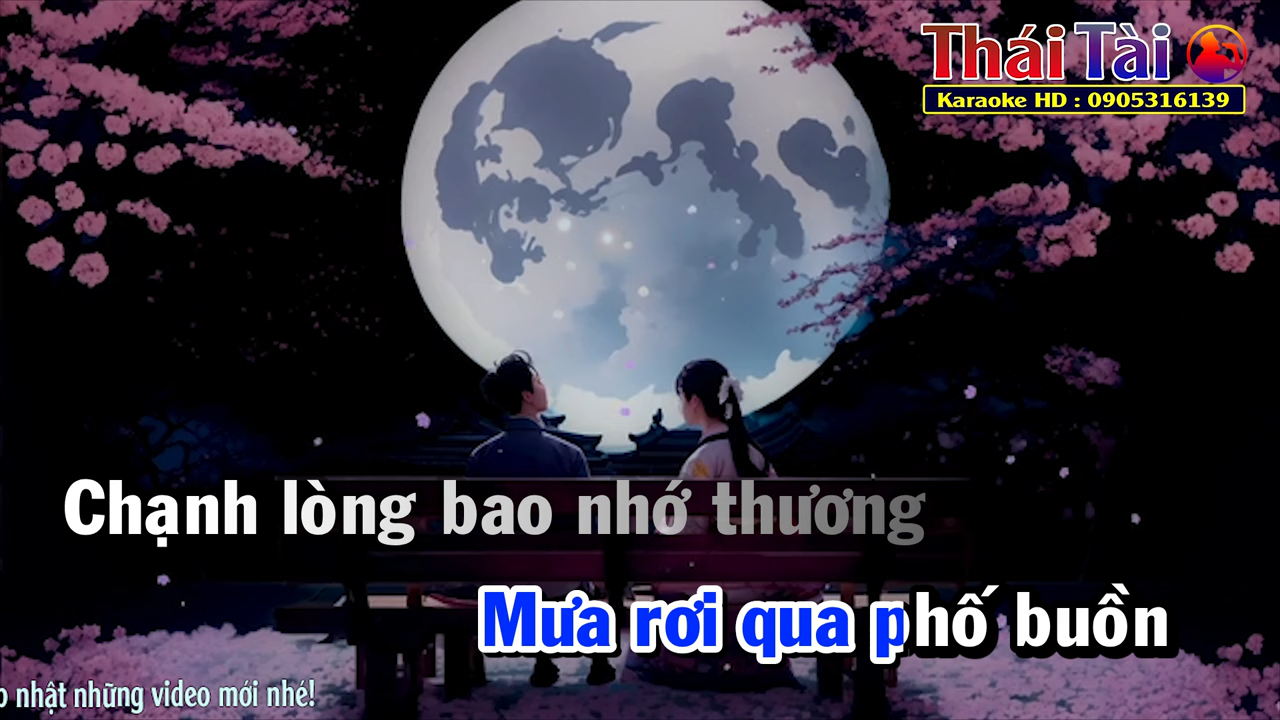 Thái Tài
Karaoke HD : 0905316139
Chạnh lòng bao nhớ thương
Mưa rơi qua phố buồn
nhật những video mới nhé!